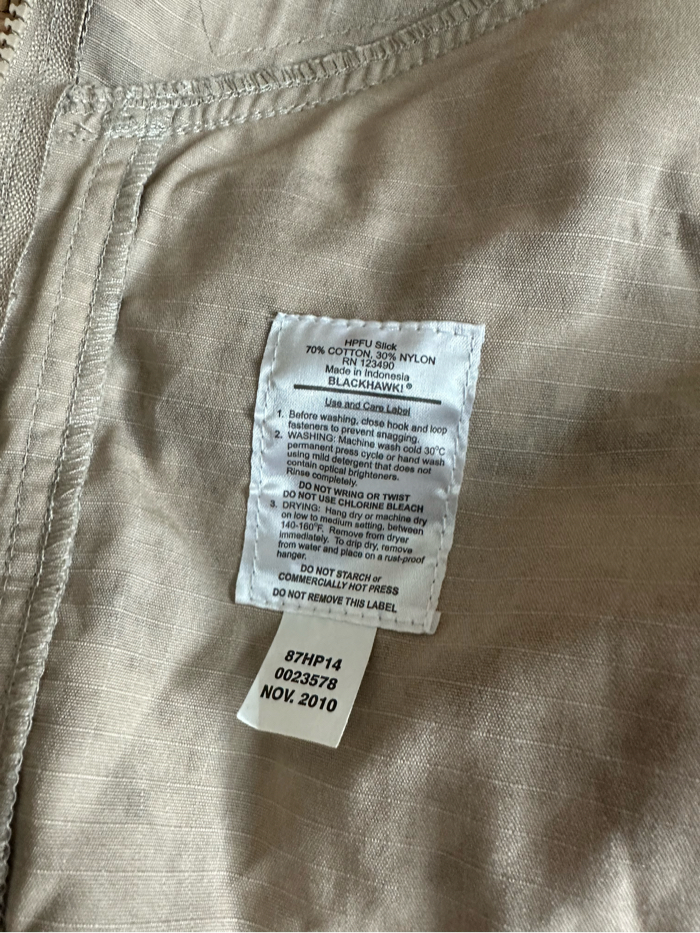 HPFU Slick
70% COTTON, 30% NYLON
RN 123490
Made in Indonesia
BLACKHAWK!®
Use and Care Label
1. Before washing, close hook and loop
fasteners to prevent snagging.
2. WASHING: Machine wash cold 30°C
permanent press cycle or hand wash
using mild detergent that does not
contain optical brighteners.
Rinse completely.
DO NOT WRING OR TWIST
DO NOT USE CHLORINE BLEACH
3. DRYING: Hang dry or machine dry
on low to medium setting, between
140-160°F. Remove from dryer
immediately. To drip dry, remove
from water and place on a rust-proof
hanger.
DO NOT STARCH or
COMMERCIALLY HOT PRESS
DO NOT REMOVE THIS LABEL
87HP14
0023578
NOV. 2010